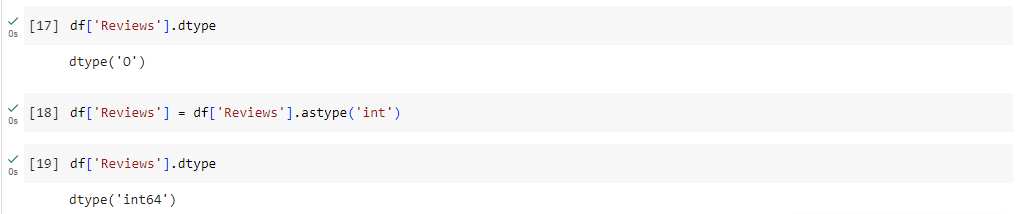 [17] df['Reviews'].dtype
0s
dtype('O')
[18] df['Reviews'] = df['Reviews'].astype('int')
0s
[19] df['Reviews'].dtype
0s
dtype('int64')